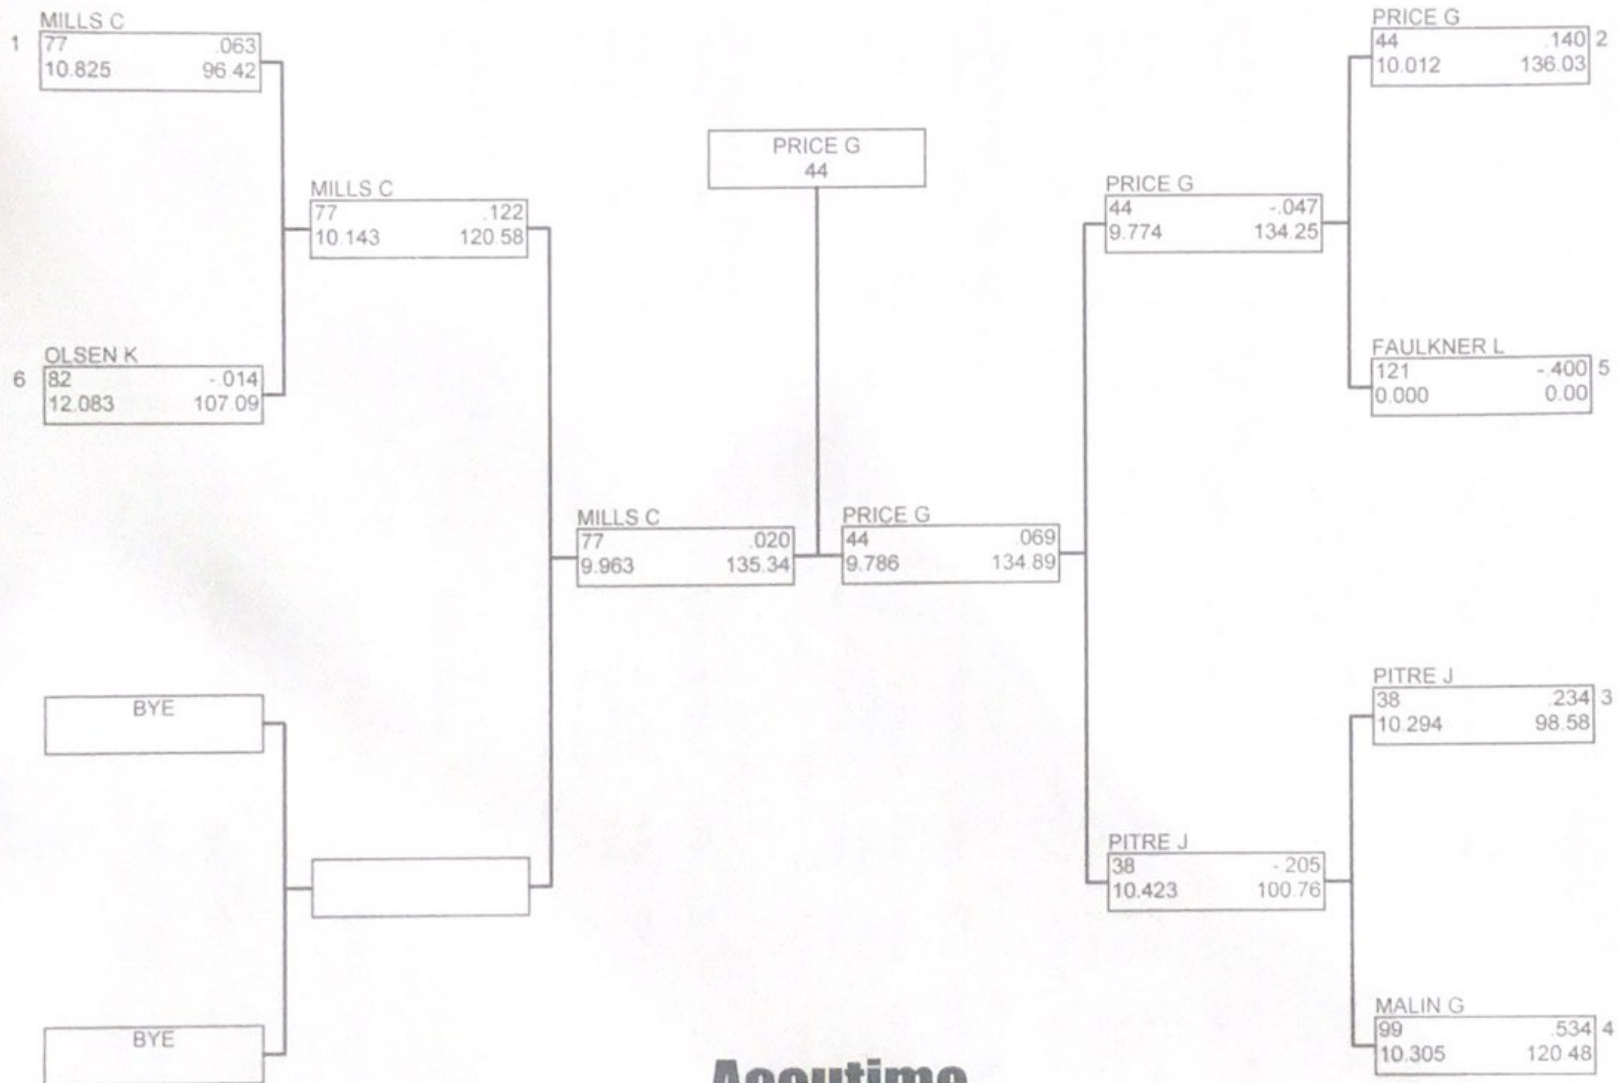 MILLS C
1
77 .063
10.825 96.42
MILLS C
77 .122
10.143 120.58
OLSEN K
6
82 -.014
12.083 107.09
BYE
BYE
MILLS C
77 .020
9.963 135.34
PRICE G
44
PRICE G
44 .069
9.786 134.89
PRICE G
44 -.047
9.774 134.25
PITRE J
38 -.205
10.423 100.76
PRICE G
44 .140 2
10.012 136.03
FAULKNER L
121 -.400 5
0.000 0.00
PITRE J
38 .234 3
10.294 98.58
MALIN G
99 .534 4
10.305 120.48
Accutime